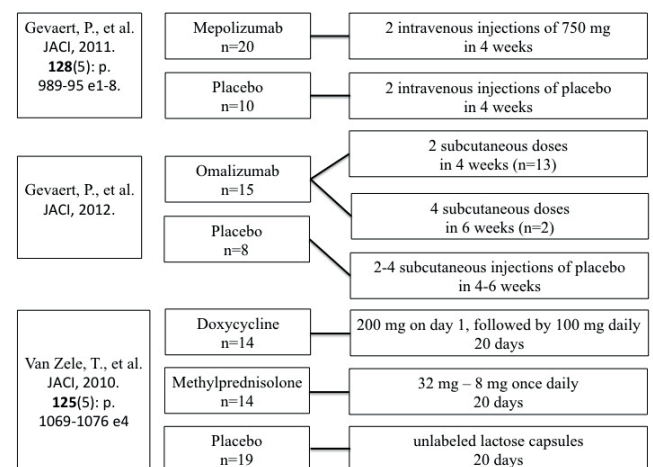 Gevaert, P., et al.
JACI, 2011.
128(5): p.
989-95 e1-8.
Mepolizumab
n=20
2 intravenous injections of 750 mg
in 4 weeks
Placebo
n=10
2 intravenous injections of placebo
in 4 weeks
Gevaert, P., et al.
JACI, 2012.
Omalizumab
n=15
2 subcutaneous doses
in 4 weeks (n=13)
4 subcutaneous doses
in 6 weeks (n=2)
Placebo
n=8
2-4 subcutaneous injections of placebo
in 4-6 weeks
Van Zele, T., et al.
JACI, 2010.
125(5): p.
1069-1076 e4
Doxycycline
n=14
200 mg on day 1, followed by 100 mg daily
20 days
Methylprednisolone
n=14
32 mg – 8 mg once daily
20 days
Placebo
n=19
unlabeled lactose capsules
20 days